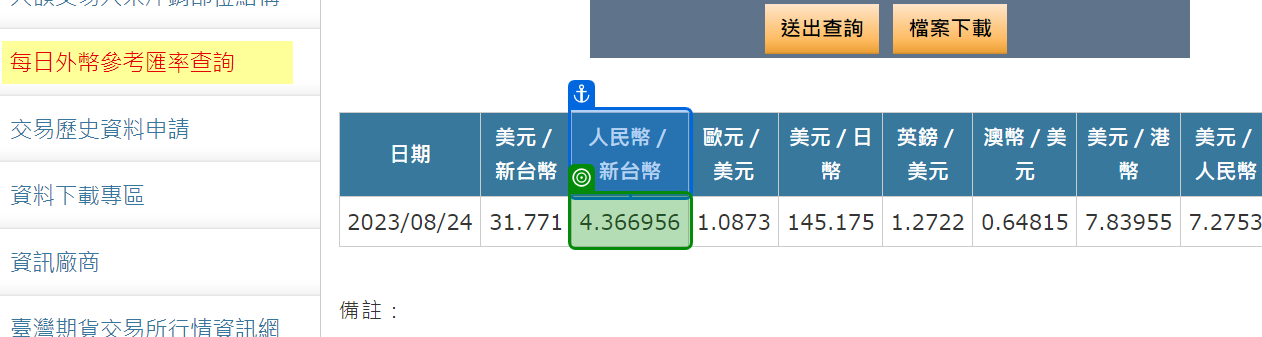 送出查詢 檔案下載
每日外幣參考匯率查詢
交易歷史資料申請
資料下載專區
資訊廠商
臺灣期貨交易所行情資訊網
日期 美元 / 新台幣 人民幣 / 新台幣 歐元 / 美元 美元 / 日幣 英鎊 / 美元 澳幣 / 美元 美元 / 港幣 美元 / 人民幣
2023/08/24 31.771 4.366956 1.0873 145.175 1.2722 0.64815 7.83955 7.2753
備註：